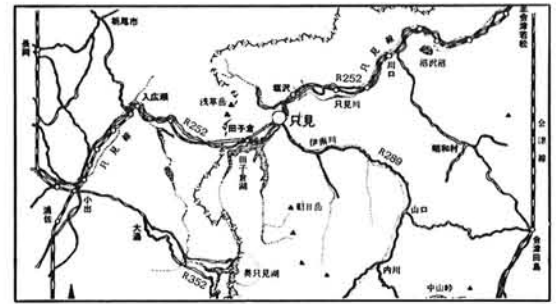 栃尾市
長岡
入広瀬
浅草岳
R252
田子倉
只見線
田子倉湖
小出
浦佐
大湯
R352
奥只見湖
塩沢
R252
只見線
只見川
只見
川口
沼沢沼
至会津若松
会津線
伊南川
R289
昭和村
朝日岳
山口
内川
中山峠
会津田島